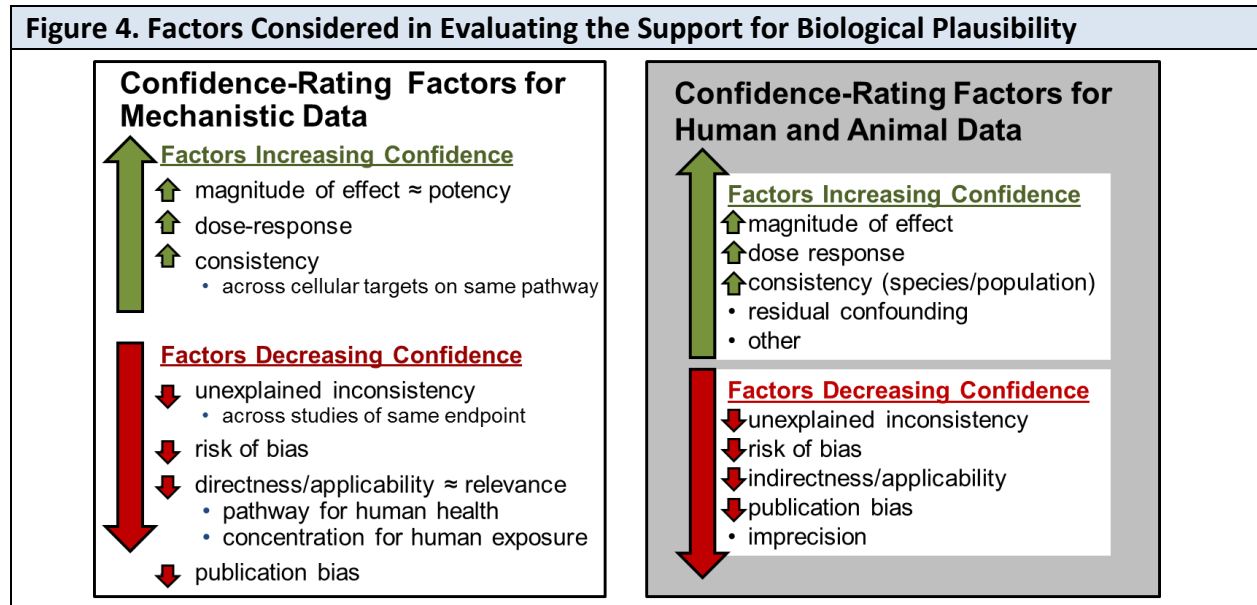 Figure 4. Factors Considered in Evaluating the Support for Biological Plausibility
Confidence-Rating Factors for
Mechanistic Data
Factors Increasing Confidence
magnitude of effect ≈ potency
dose-response
consistency
• across cellular targets on same pathway
Factors Decreasing Confidence
unexplained inconsistency
• across studies of same endpoint
risk of bias
directness/applicability ≈ relevance
• pathway for human health
• concentration for human exposure
publication bias
Confidence-Rating Factors for
Human and Animal Data
Factors Increasing Confidence
magnitude of effect
dose response
consistency (species/population)
• residual confounding
• other
Factors Decreasing Confidence
unexplained inconsistency
risk of bias
indirectness/applicability
publication bias
• imprecision